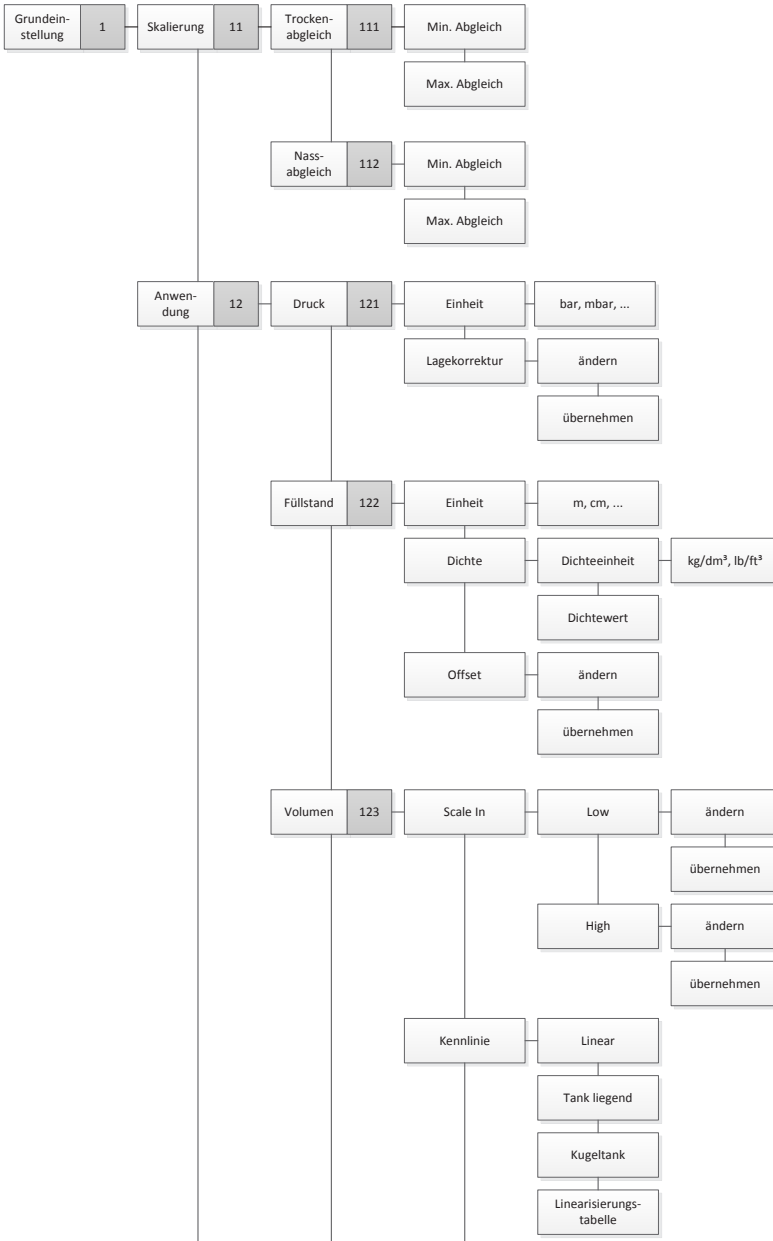 Grundein-
stellung
1
Skalierung
11
Trocken-
abgleich
111
Min. Abgleich
Max. Abgleich
Nass-
abgleich
112
Min. Abgleich
Max. Abgleich
Anwen-
dung
12
Druck
121
Einheit
bar, mbar, ...
Lagekorrektur
ändern
übernehmen
Füllstand
122
Einheit
m, cm, ...
Dichte
Dichteeinheit
kg/dm³, lb/ft³
Dichtewert
Offset
ändern
übernehmen
Volumen
123
Scale In
Low
ändern
übernehmen
High
ändern
übernehmen
Kennlinie
Linear
Tank liegend
Kugeltank
Linearisierungs-
tabelle